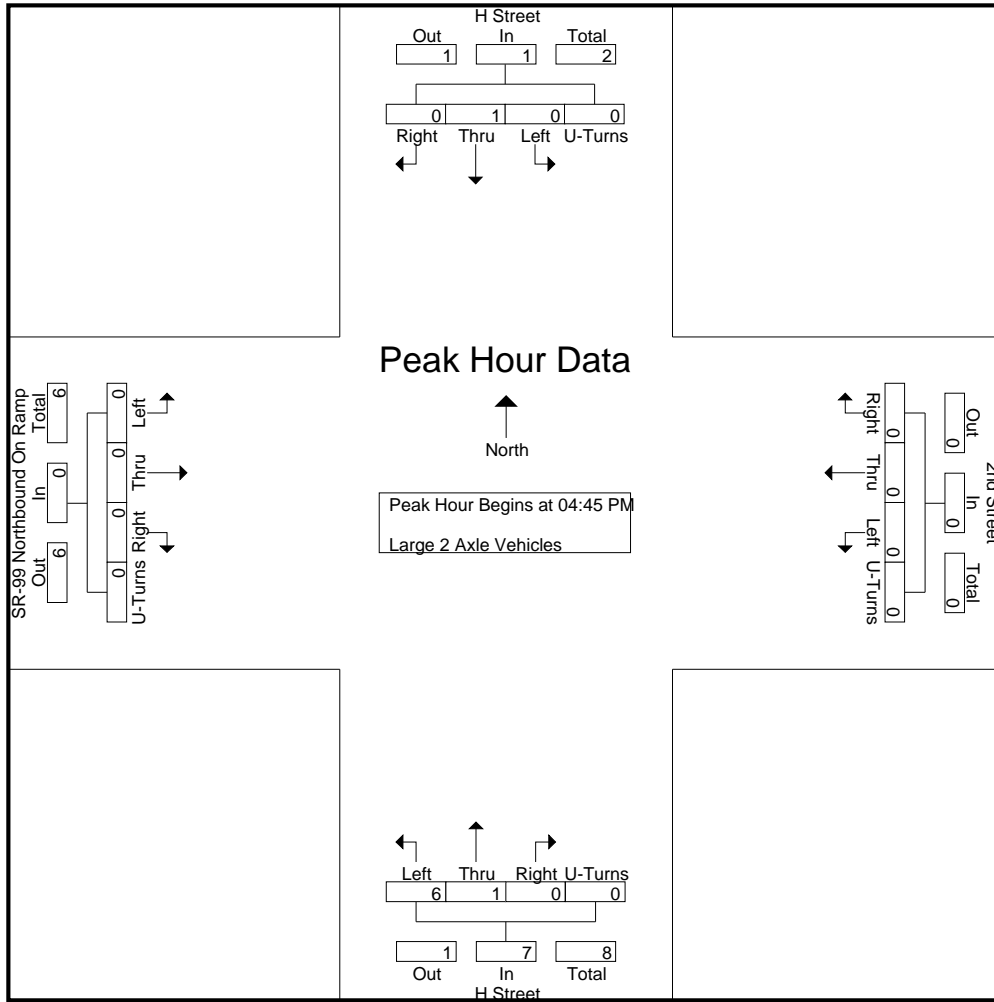 H Street
Out In Total
1 1 2
0 1 0 0
Right Thru Left U-Turns
Peak Hour Data
North
Peak Hour Begins at 04:45 PM
Large 2 Axle Vehicles
SR-99 Northbound On Ramp
Out In Total
6 0 6
0 0 0 0
U-Turns Right Thru Left
2nd Street
Out In Total
0 0 0
0 0 0 0
Right Thru Left U-Turns
Left Thru Right U-Turns
6 1 0 0
1 7 8
Out In Total
H Street